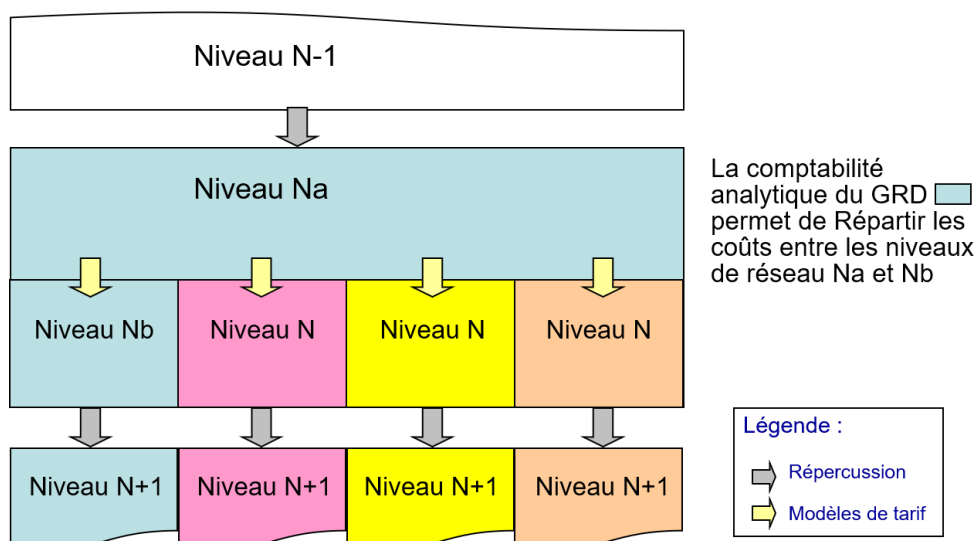 Niveau N-1
Niveau Na
La comptabilité
analytique du GRD
permet de Répartir les
coûts entre les niveaux
de réseau Na et Nb
Niveau Nb
Niveau N
Niveau N
Niveau N
Niveau N+1
Niveau N+1
Niveau N+1
Niveau N+1
Légende :
Répercussion
Modèles de tarif